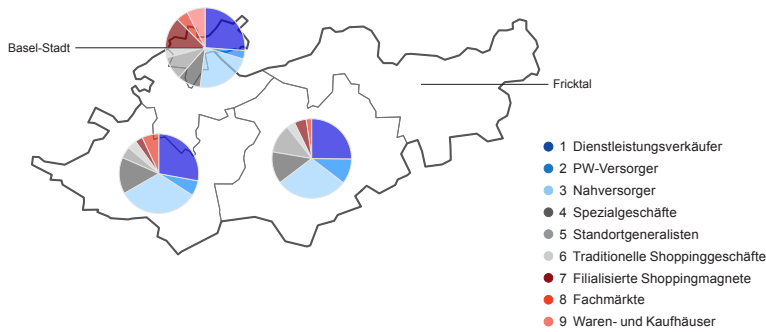 Basel-Stadt
Fricktal
1 Dienstleistungsverkäufer
2 PW-Versorger
3 Nahversorger
4 Spezialgeschäfte
5 Standortgeneralisten
6 Traditionelle Shoppinggeschäfte
7 Filialisierte Shoppingmagnete
8 Fachmärkte
9 Waren- und Kaufhäuser